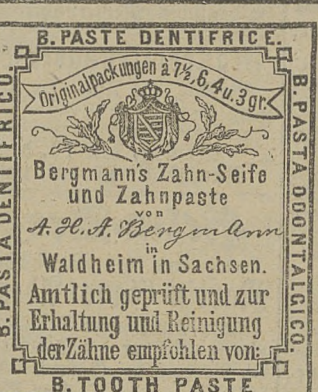 B. PASTE DENTIFRICE.
Originalpackungen à 7½, 6, 4 u. 3 gr.
Bergmann's Zahn-Seife
und Zahnpaste
von
A. H. A. Bergmann
in
Waldheim in Sachsen.
Amtlich geprüft und zur
Erhaltung und Reinigung
der Zähne empfohlen von:
B. PASTA DENTIFRICO.
B. PASTA ODONTALGICO.
B. TOOTH PASTE